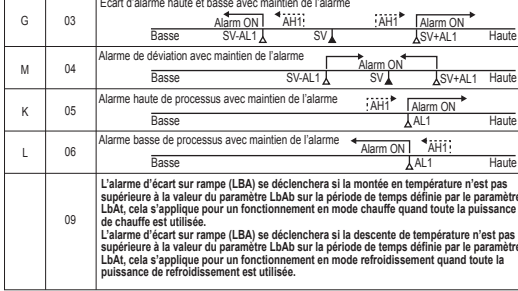 Ecart d'alarme haute et basse avec maintien de l'alarme
G 03 Alarm ON AH1 AH1 Alarm ON
Basse SV-AL1 SV SV+AL1 Haute
Alarme de déviation avec maintien de l'alarme
M 04 Alarm ON
Basse SV-AL1 SV SV+AL1 Haute
Alarme haute de processus avec maintien de l'alarme
K 05 AH1 Alarm ON
Basse AL1 Haute
Alarme basse de processus avec maintien de l'alarme
L 06 Alarm ON AH1
Basse AL1 Haute
09
L'alarme d'écart sur rampe (LBA) se déclenchera si la montée en température n'est pas
supérieure à la valeur du paramètre LbAb sur la période de temps définie par le paramètre
LbAt, cela s'applique pour un fonctionnement en mode chauffe quand toute la puissance
de chauffe est utilisée.
L'alarme d'écart sur rampe (LBA) se déclenchera si la descente de température n'est pas
supérieure à la valeur du paramètre LbAb sur la période de temps définie par le paramètre
LbAt, cela s'applique pour un fonctionnement en mode refroidissement quand toute la
puissance de refroidissement est utilisée.